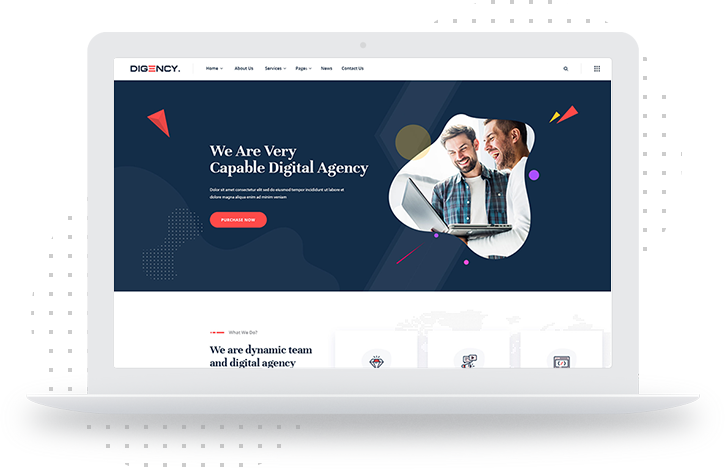 DIGENCY.
Home
About Us
Services
Pages
News
Contact Us
We Are Very
Capable Digital Agency
Dolor sit amet consectetur elit sed do eiusmod tempor incididunt ut labore et
dolore magna aliqua enim ad minim veniam
PURCHASE NOW
What We Do?
We are dynamic team
and digital agency